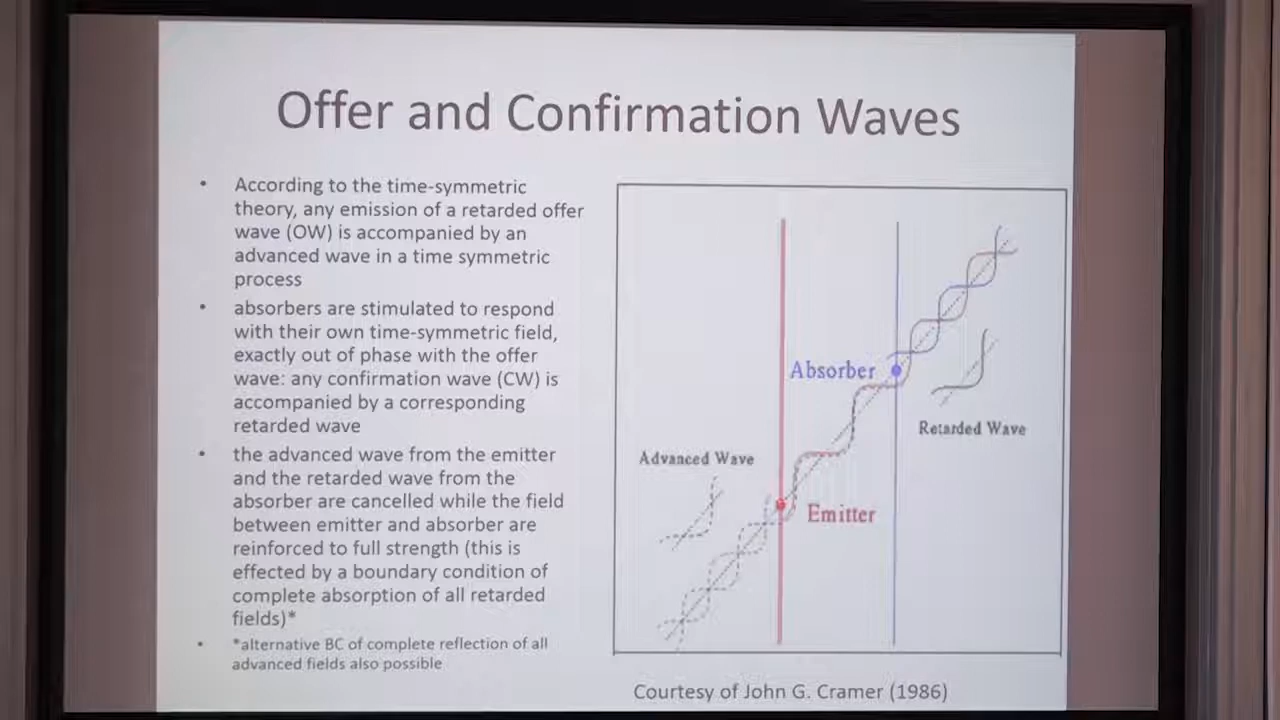 Offer and Confirmation Waves
• According to the time-symmetric
theory, any emission of a retarded offer
wave (OW) is accompanied by an
advanced wave in a time symmetric
process
• absorbers are stimulated to respond
with their own time-symmetric field,
exactly out of phase with the offer
wave: any confirmation wave (CW) is
accompanied by a corresponding
retarded wave
• the advanced wave from the emitter
and the retarded wave from the
absorber are cancelled while the field
between emitter and absorber are
reinforced to full strength (this is
effected by a boundary condition of
complete absorption of all retarded
fields)*
• *alternative BC of complete reflection of all
advanced fields also possible
Absorber
Retarded Wave
Advanced Wave
Emitter
Courtesy of John G. Cramer (1986)